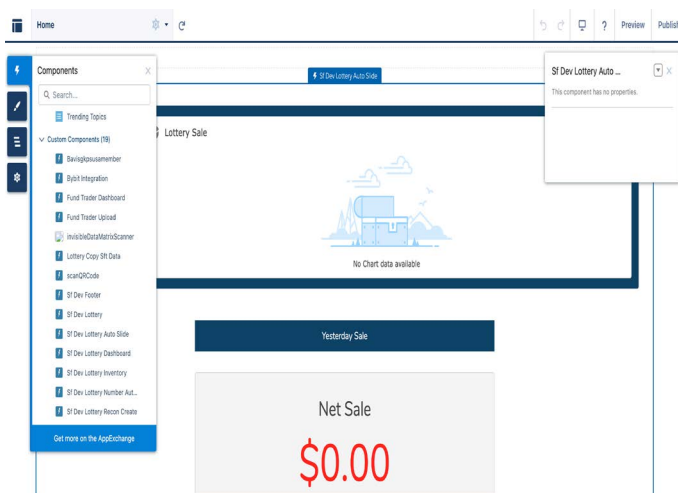 Home
?
Preview
Publish
Components
X
Search...
Trending Topics
Custom Components (19)
Bavisgkpsusamember
Bybit Integration
Fund Trader Dashboard
Fund Trader Upload
invisibleDataMatrixScanner
Lottery Copy Sft Data
scanQRCode
Sf Dev Footer
Sf Dev Lottery
Sf Dev Lottery Auto Slide
Sf Dev Lottery Dashboard
Sf Dev Lottery Inventory
Sf Dev Lottery Number Aut...
Sf Dev Lottery Recon Create
Get more on the AppExchange
Sf Dev Lottery Auto Slide
Lottery Sale
No Chart data available
Yesterday Sale
Net Sale
$0.00
Sf Dev Lottery Auto ...
X
This component has no properties.